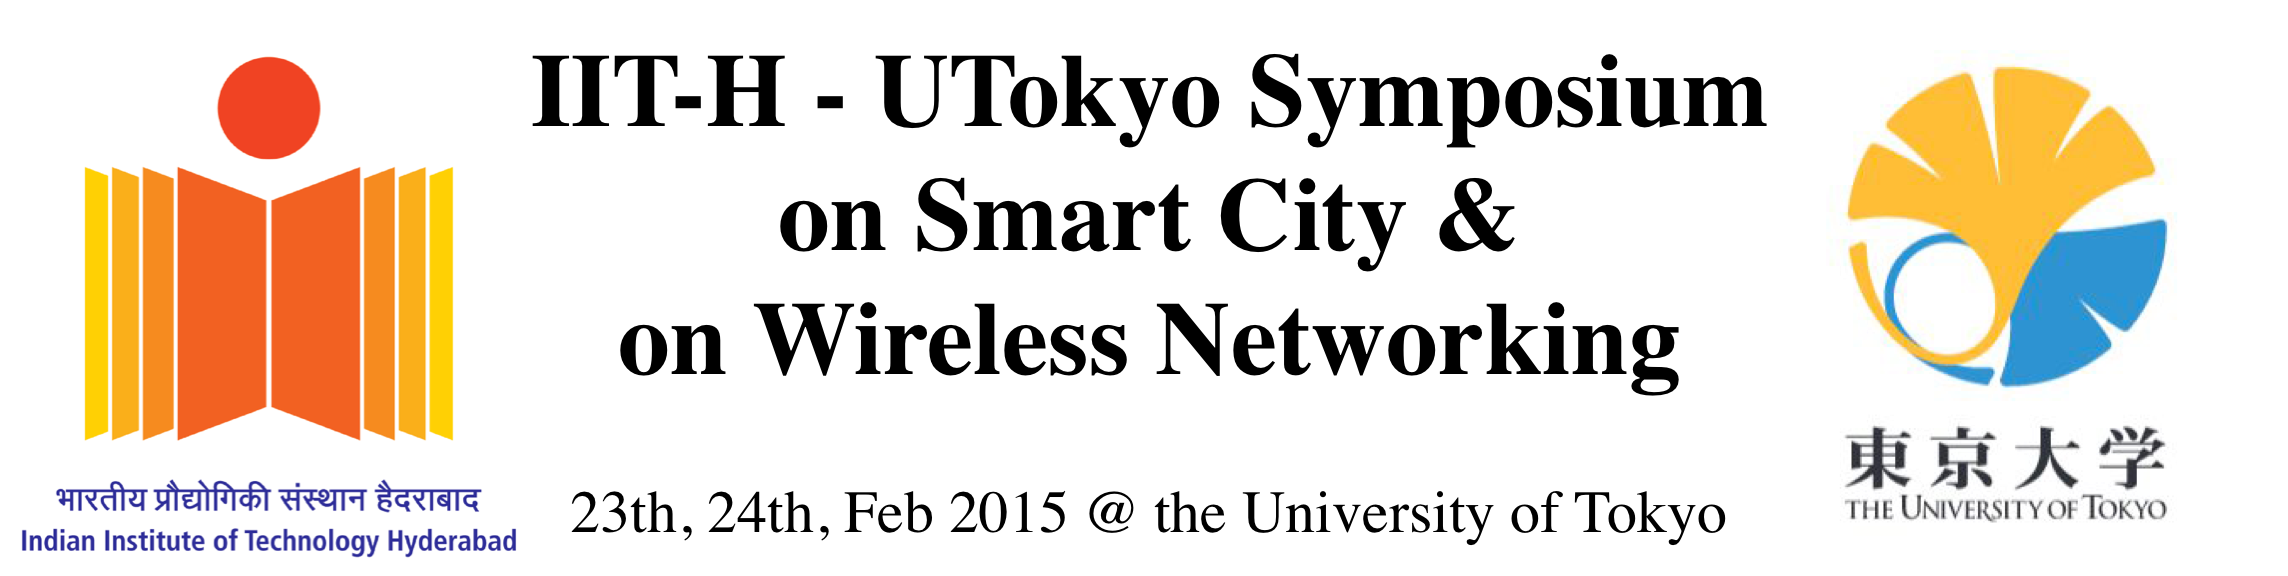 IIT-H - UTokyo Symposium
on Smart City &
on Wireless Networking
23th, 24th, Feb 2015 @ the University of Tokyo
भारतीय प्रौद्योगिकी संस्थान हैदराबाद
Indian Institute of Technology Hyderabad
東京大学
THE UNIVERSITY OF TOKYO